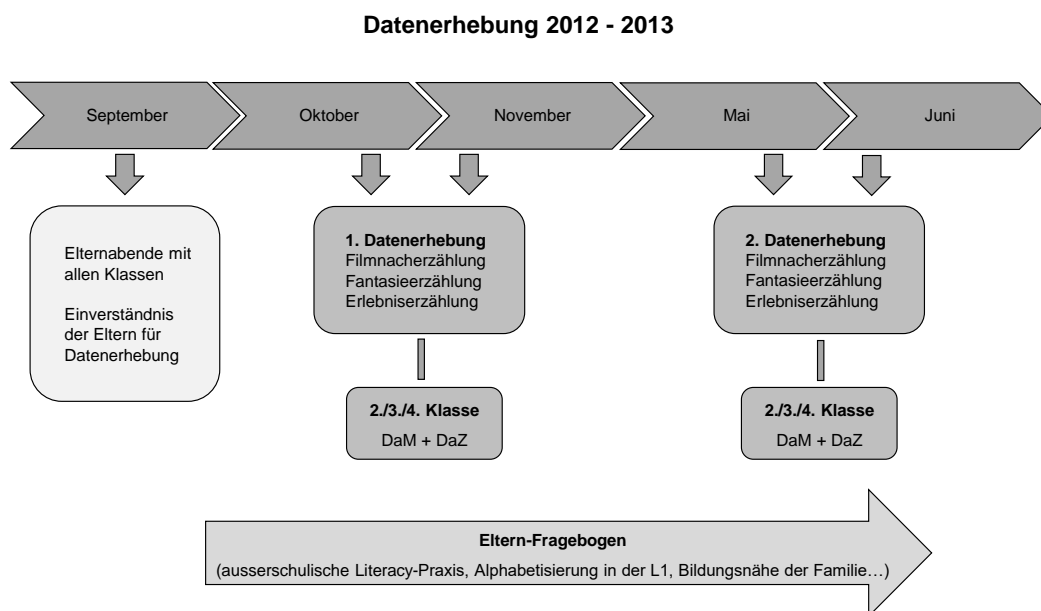 Datenerhebung 2012 - 2013
September
Oktober
November
Mai
Juni
Elternabende mit
allen Klassen
Einverständnis
der Eltern für
Datenerhebung
1. Datenerhebung
Filmnacherzählung
Fantasieerzählung
Erlebniserzählung
2. Datenerhebung
Filmnacherzählung
Fantasieerzählung
Erlebniserzählung
2./3./4. Klasse
DaM + DaZ
2./3./4. Klasse
DaM + DaZ
Eltern-Fragebogen
(ausserschulische Literacy-Praxis, Alphabetisierung in der L1, Bildungsnähe der Familie…)